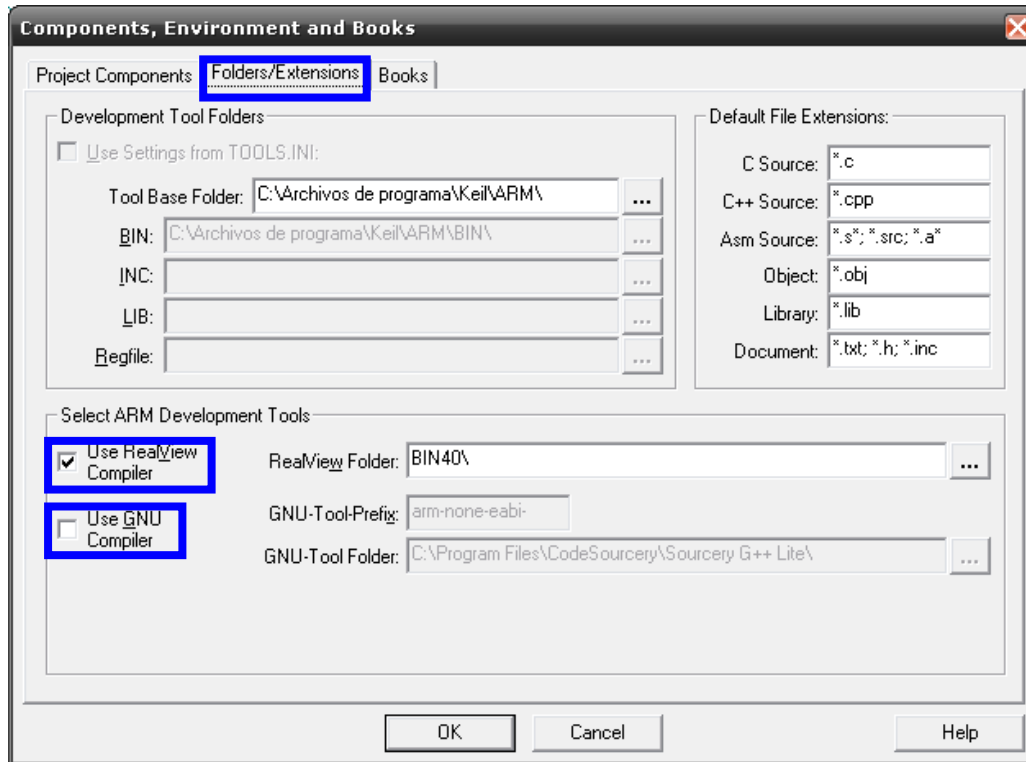 Components, Environment and Books
Project Components Folders/Extensions Books
Development Tool Folders
Use Settings from TOOLS.INI:
Tool Base Folder: C:\Archivos de programa\Keil\ARM\ ...
BIN: C:\Archivos de programa\Keil\ARM\BIN\ ...
INC: ...
LIB: ...
Regfile: ...
Default File Extensions:
C Source: *.c
C++ Source: *.cpp
Asm Source: *.s*; *.src; *.a*
Object: *.obj
Library: *.lib
Document: *.txt; *.h; *.inc
Select ARM Development Tools
Use RealView
Compiler
RealView Folder: BIN40\ ...
Use GNU
Compiler
GNU-Tool-Prefix: arm-none-eabi-
GNU-Tool Folder: C:\Program Files\CodeSourcery\Sourcery G++ Lite\ ...
OK Cancel Help